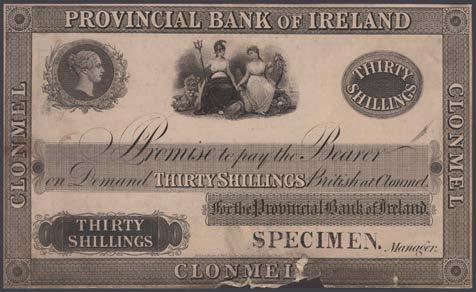 PROVINCIAL BANK OF IRELAND
CLONMEL
THIRTY SHILLINGS
CLONMEL
I Promise to pay the Bearer
on Demand THIRTY SHILLINGS British at Clonmel.
For the Provincial Bank of Ireland.
THIRTY
SHILLINGS
SPECIMEN. Manager.
CLONMEL